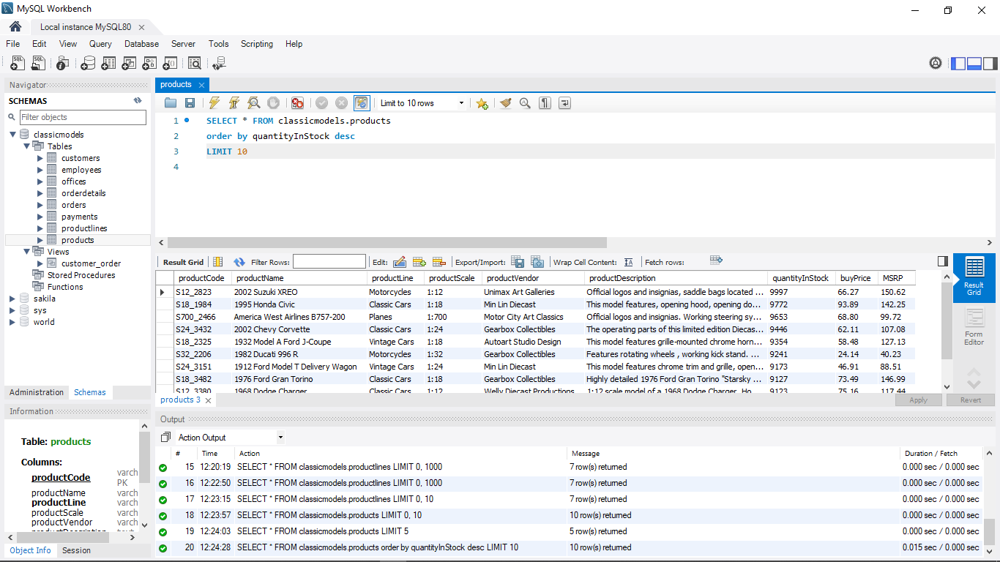 MySQL Workbench
Local instance MySQL80
File Edit View Query Database Server Tools Scripting Help
Navigator
SCHEMAS
Filter objects
classicmodels
Tables
customers
employees
offices
orderdetails
orders
payments
productlines
products
Views
customer_order
Stored Procedures
Functions
sakila
sys
world
Administration Schemas
Information
Table: products
Columns:
productCode varch
PK
productName varch
productLine varch
productScale varch
productVendor varch
Object Info Session
products
Limit to 10 rows
1 SELECT * FROM classicmodels.products
2 order by quantityInStock desc
3 LIMIT 10
4
Result Grid Filter Rows: Edit: Export/Import: Wrap Cell Content: IA Fetch rows:
productCode productName productLine productScale productVendor productDescription quantityInStock buyPrice MSRP
S12_2823 2002 Suzuki XREO Motorcycles 1:12 Unimax Art Galleries Official logos and insignias, saddle bags located ... 9997 66.27 150.62
S18_1984 1995 Honda Civic Classic Cars 1:18 Min Lin Diecast This model features, opening hood, opening do... 9772 93.89 142.25
S700_2466 America West Airlines B757-200 Planes 1:700 Motor City Art Classics Official logos and insignias. Working steering sy... 9653 68.80 99.72
S24_3432 2002 Chevy Corvette Classic Cars 1:24 Gearbox Collectibles The operating parts of this limited edition Diecas... 9446 62.11 107.08
S18_2325 1932 Model A Ford J-Coupe Vintage Cars 1:18 Autoart Studio Design This model features grille-mounted chrome horn... 9354 58.48 127.13
S32_2206 1982 Ducati 996 R Motorcycles 1:32 Gearbox Collectibles Features rotating wheels , working kick stand. ... 9241 24.14 40.23
S24_3151 1912 Ford Model T Delivery Wagon Vintage Cars 1:24 Min Lin Diecast This model features chrome trim and grille, open... 9173 46.91 88.51
S18_3482 1976 Ford Gran Torino Classic Cars 1:18 Gearbox Collectibles Highly detailed 1976 Ford Gran Torino "Starsky ... 9127 73.49 146.99
S12_3380 1968 Dodge Charger Classic Cars 1:12 Welly Diecast Productions 1:12 scale model of a 1968 Dodge Charger. Ho... 9123 75.16 117.44
Result
Grid
Form
Editor
products 3
Apply Revert
Output
Action Output
# Time Action Message Duration / Fetch
15 12:20:19 SELECT * FROM classicmodels.productlines LIMIT 0, 1000 7 row(s) returned 0.000 sec / 0.000 sec
16 12:22:50 SELECT * FROM classicmodels.productlines LIMIT 0, 1000 7 row(s) returned 0.000 sec / 0.000 sec
17 12:23:15 SELECT * FROM classicmodels.productlines LIMIT 0, 10 7 row(s) returned 0.000 sec / 0.000 sec
18 12:23:57 SELECT * FROM classicmodels.products LIMIT 0, 10 10 row(s) returned 0.000 sec / 0.000 sec
19 12:24:03 SELECT * FROM classicmodels.products LIMIT 5 5 row(s) returned 0.000 sec / 0.000 sec
20 12:24:28 SELECT * FROM classicmodels.products order by quantityInStock desc LIMIT 10 10 row(s) returned 0.015 sec / 0.000 sec